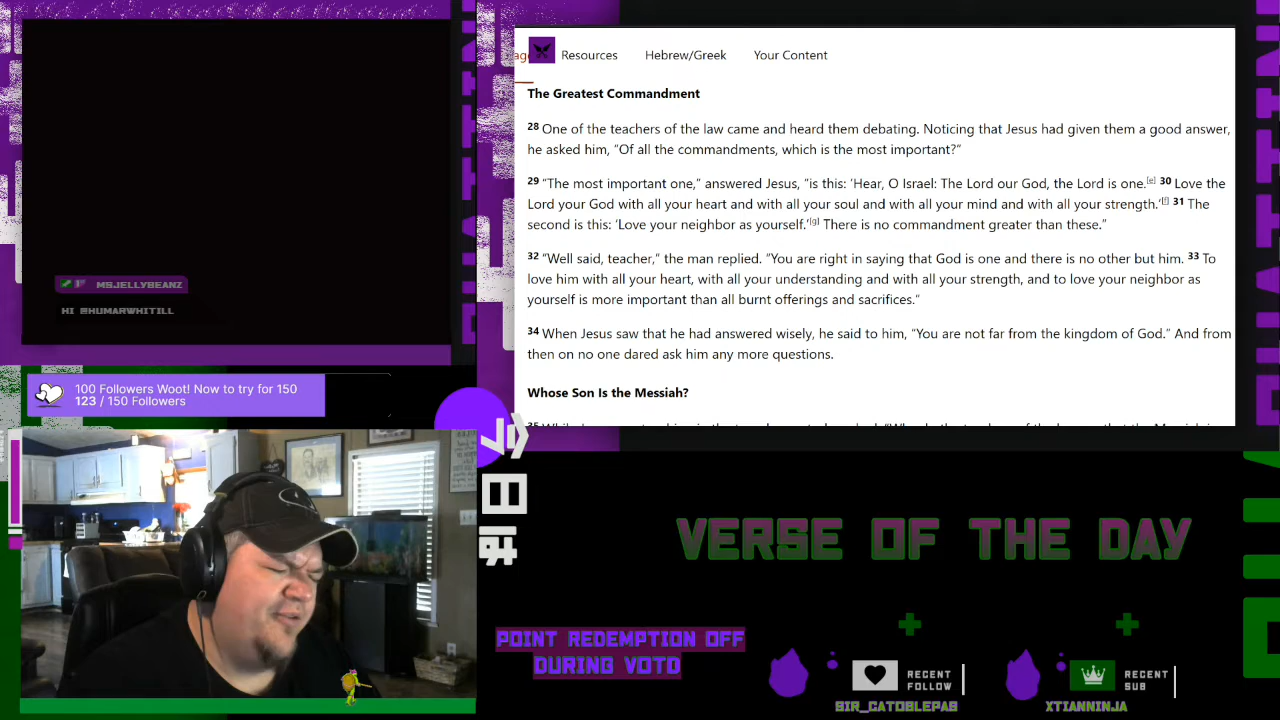 MSJELLYBEANZ
HI @HUMARWHITILL
100 Followers Woot! Now to try for 150
123 / 150 Followers
Resources Hebrew/Greek Your Content
The Greatest Commandment
28 One of the teachers of the law came and heard them debating. Noticing that Jesus had given them a good answer,
he asked him, “Of all the commandments, which is the most important?”
29 “The most important one,” answered Jesus, “is this: ‘Hear, O Israel: The Lord our God, the Lord is one.[e] 30 Love the
Lord your God with all your heart and with all your soul and with all your mind and with all your strength.’[f] 31 The
second is this: ‘Love your neighbor as yourself.’[g] There is no commandment greater than these.”
32 “Well said, teacher,” the man replied. “You are right in saying that God is one and there is no other but him. 33 To
love him with all your heart, with all your understanding and with all your strength, and to love your neighbor as
yourself is more important than all burnt offerings and sacrifices.”
34 When Jesus saw that he had answered wisely, he said to him, “You are not far from the kingdom of God.” And from
then on no one dared ask him any more questions.
Whose Son Is the Messiah?
VERSE OF THE DAY
POINT REDEMPTION OFF
DURING VOTD
RECENT
FOLLOW
SIR_CATOBLEPAS
RECENT
SUB
XTIANNINJA